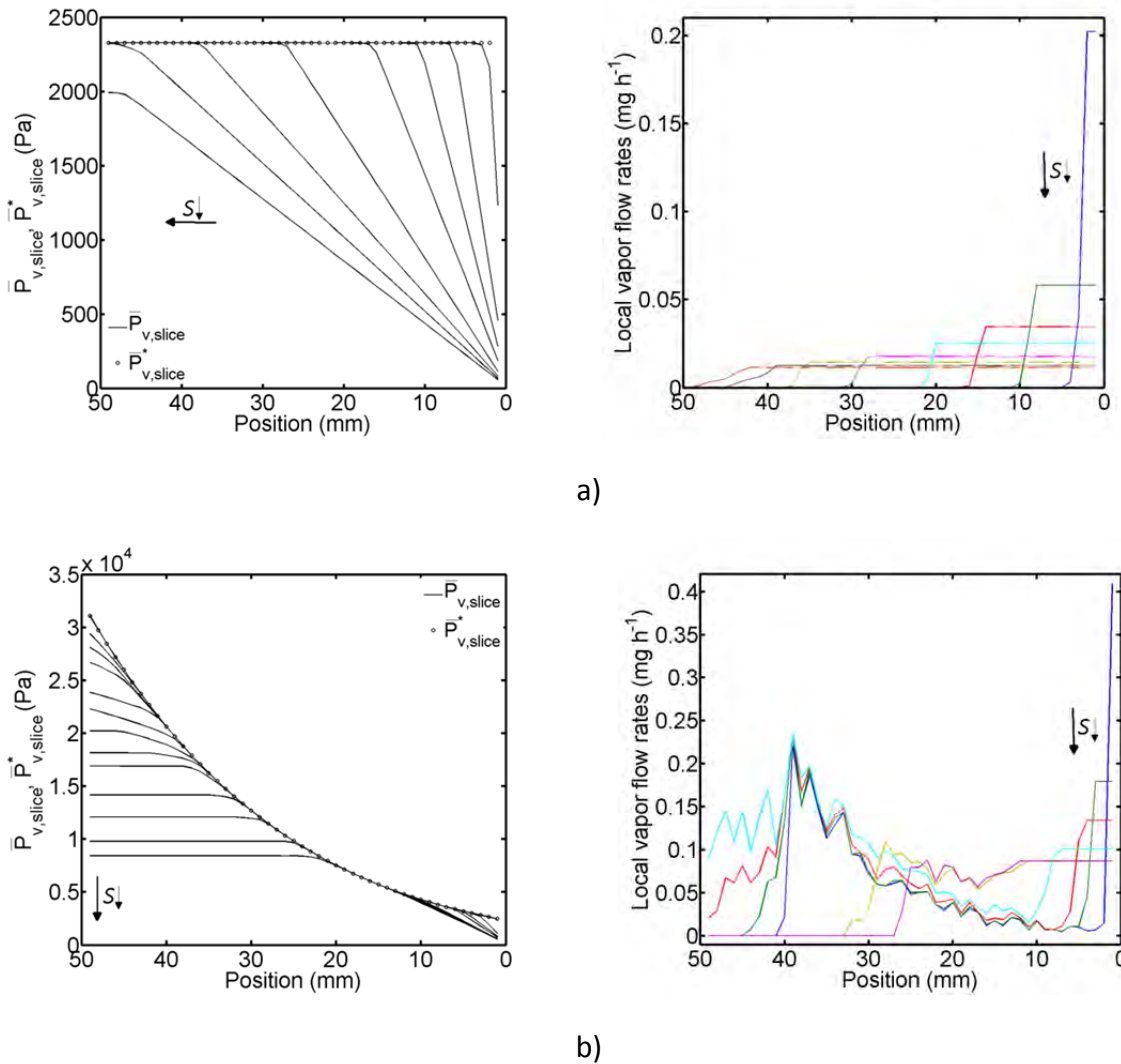 2500
2000
1500
1000
500
0
P̅v,slice, P̅*v,slice (Pa)
S↓
P̅v,slice
P̅*v,slice
50 40 30 20 10 0
Position (mm)
0.2
0.15
0.1
0.05
0
Local vapor flow rates (mg h⁻¹)
S↓
50 40 30 20 10 0
Position (mm)
a)
x 10⁴
3.5
3
2.5
2
1.5
1
0.5
0
P̅v,slice, P̅*v,slice (Pa)
P̅v,slice
P̅*v,slice
S↓
50 40 30 20 10 0
Position (mm)
0.4
0.35
0.3
0.25
0.2
0.15
0.1
0.05
0
Local vapor flow rates (mg h⁻¹)
S↓
50 40 30 20 10 0
Position (mm)
b)